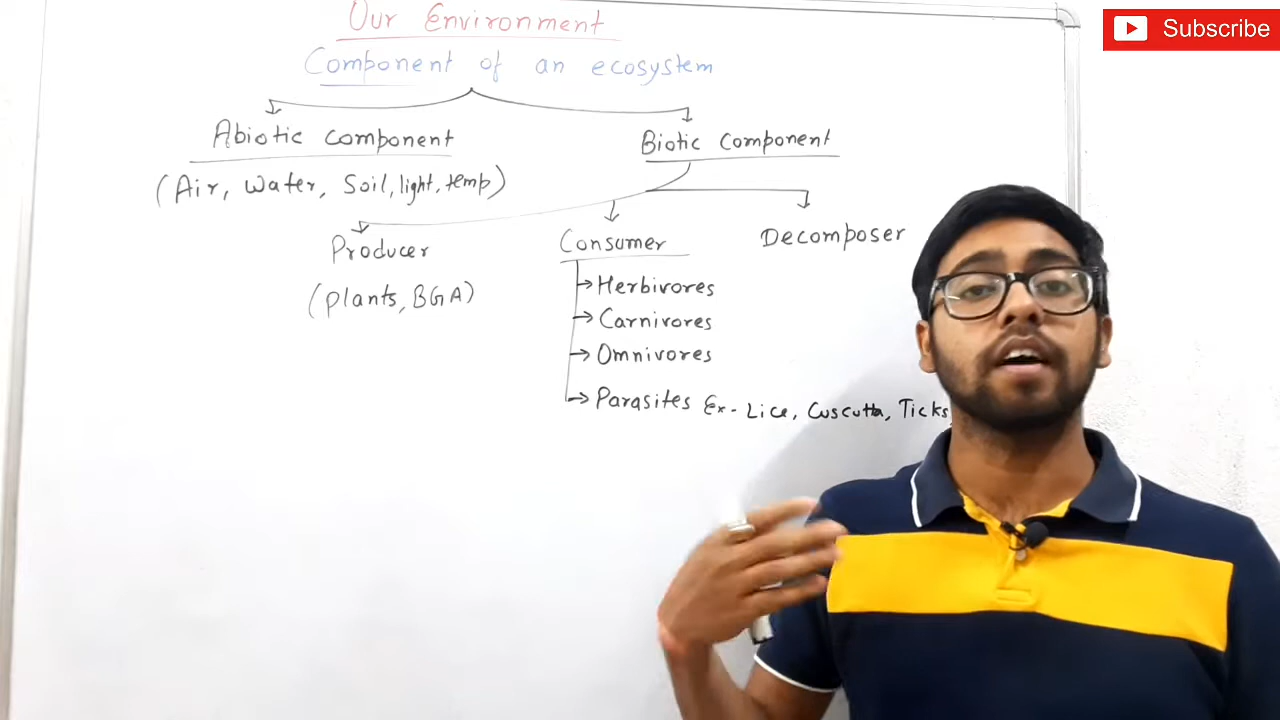 Our Environment
Subscribe
Component of an ecosystem
Abiotic component
Biotic component
(Air, Water, Soil, light, temp)
Producer
Consumer
Decomposer
(plants, BGA)
Herbivores
Carnivores
Omnivores
Parasites Ex- Lice, Cuscutta, Ticks